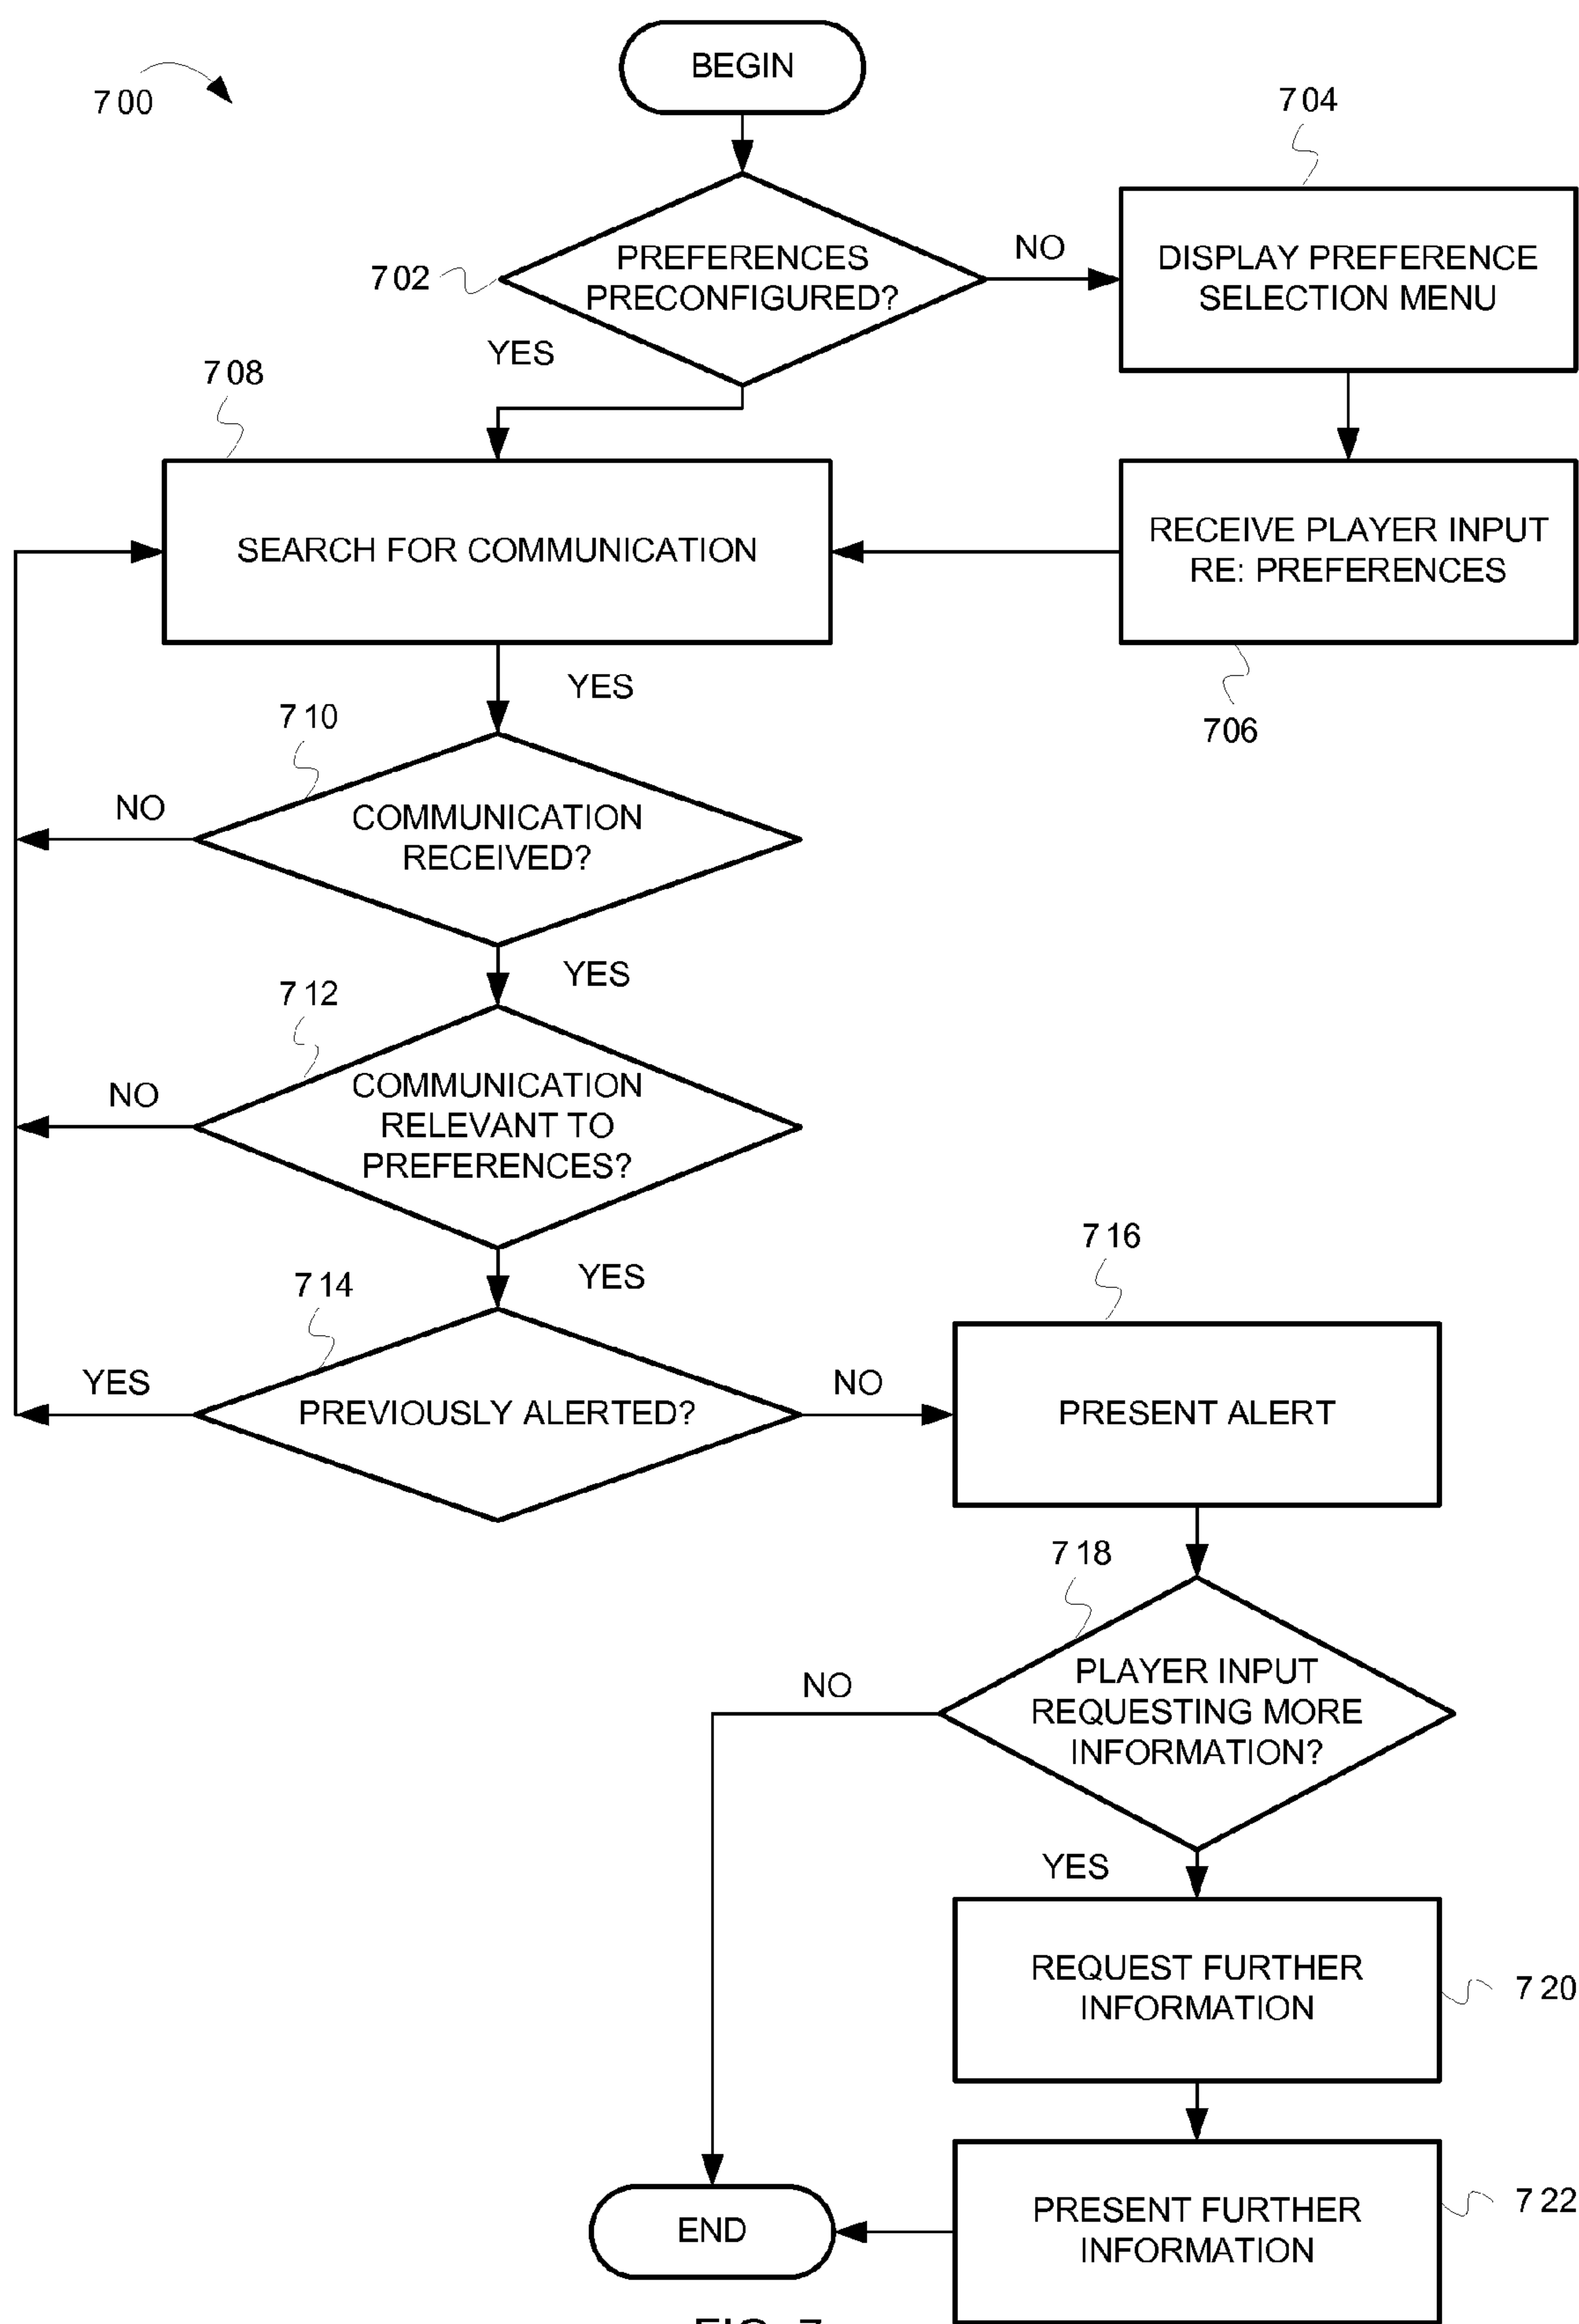 BEGIN
700
704
PREFERENCES
PRECONFIGURED?
NO
702
DISPLAY PREFERENCE
SELECTION MENU
YES
708
SEARCH FOR COMMUNICATION
RECEIVE PLAYER INPUT
RE: PREFERENCES
706
YES
710
NO
COMMUNICATION
RECEIVED?
YES
712
NO
COMMUNICATION
RELEVANT TO
PREFERENCES?
YES
714
716
YES
PREVIOUSLY ALERTED?
NO
PRESENT ALERT
718
NO
PLAYER INPUT
REQUESTING MORE
INFORMATION?
YES
REQUEST FURTHER
INFORMATION
720
END
PRESENT FURTHER
INFORMATION
722